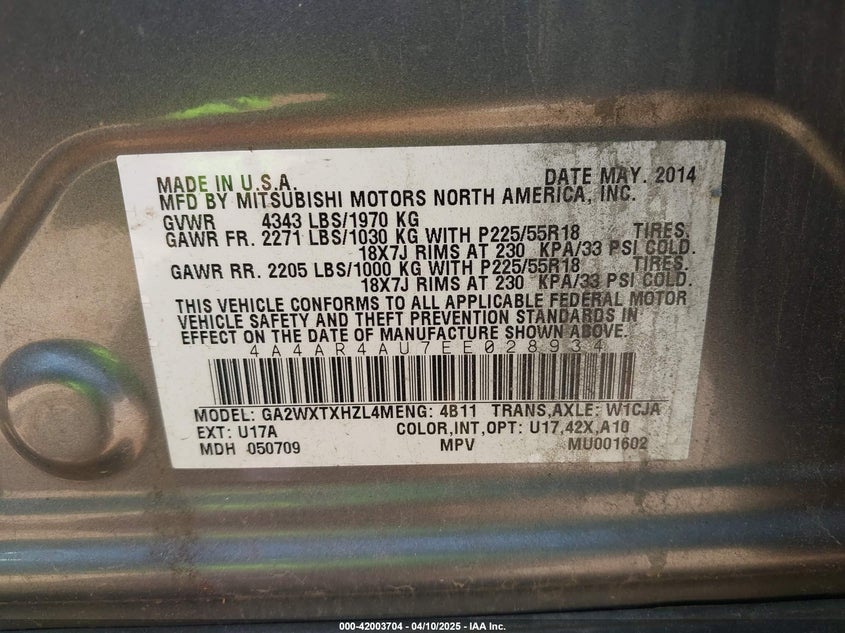 MADE IN U.S.A. DATE MAY. 2014
MFD BY MITSUBISHI MOTORS NORTH AMERICA, INC.
GVWR 4343 LBS/1970 KG
GAWR FR. 2271 LBS/1030 KG WITH P225/55R18 TIRES.
18X7J RIMS AT 230 KPA/33 PSI COLD.
GAWR RR. 2205 LBS/1000 KG WITH P225/55R18 TIRES.
18X7J RIMS AT 230 KPA/33 PSI COLD.
THIS VEHICLE CONFORMS TO ALL APPLICABLE FEDERAL MOTOR
VEHICLE SAFETY AND THEFT PREVENTION STANDARDS IN
EFFECT ON THE DATE OF MANUFACTURE SHOWN ABOVE.
4A4AR4AU7EE028934
MODEL: GA2WXTXHZL4MENG: 4B11 TRANS,AXLE: W1CJA
EXT: U17A COLOR,INT,OPT: U17,42X,A10
MDH 050709 MPV MU001602
000-42003704 - 04/10/2025 - IAA Inc.